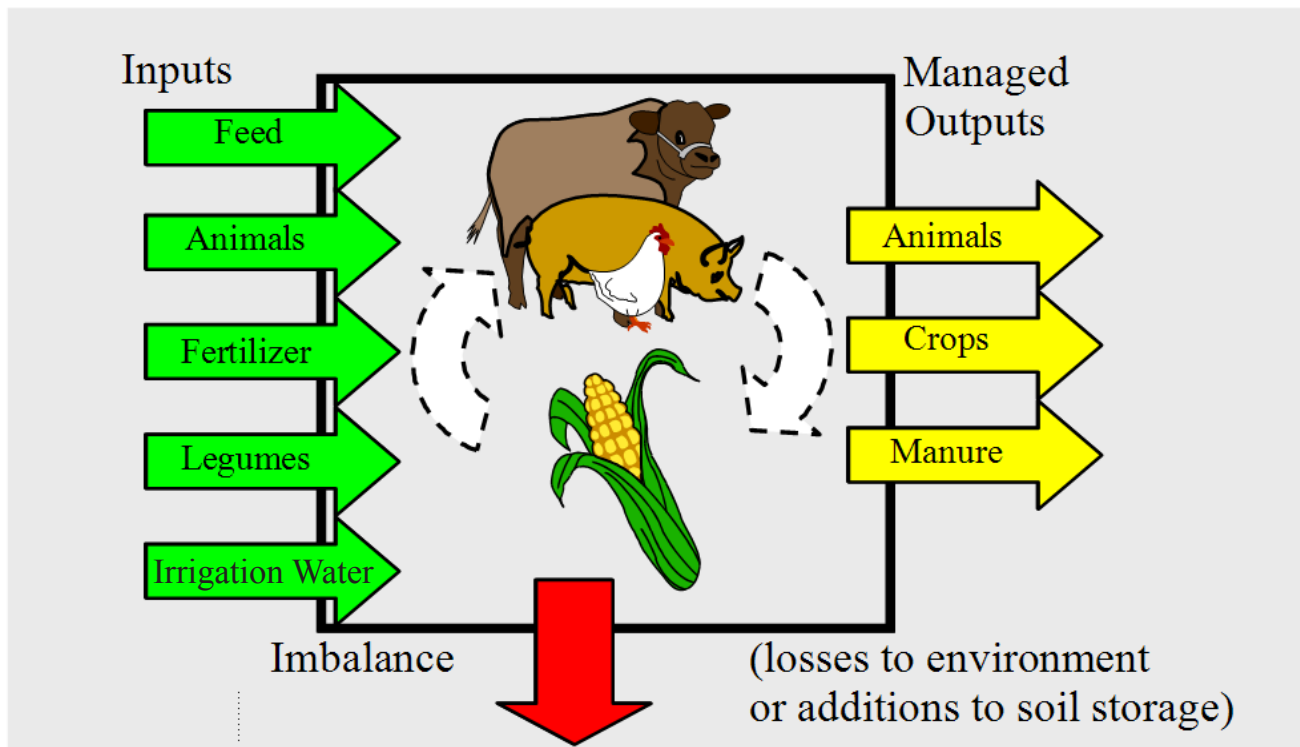 Inputs
Managed
Outputs
Feed
Animals
Fertilizer
Legumes
Irrigation Water
Animals
Crops
Manure
Imbalance
(losses to environment
or additions to soil storage)